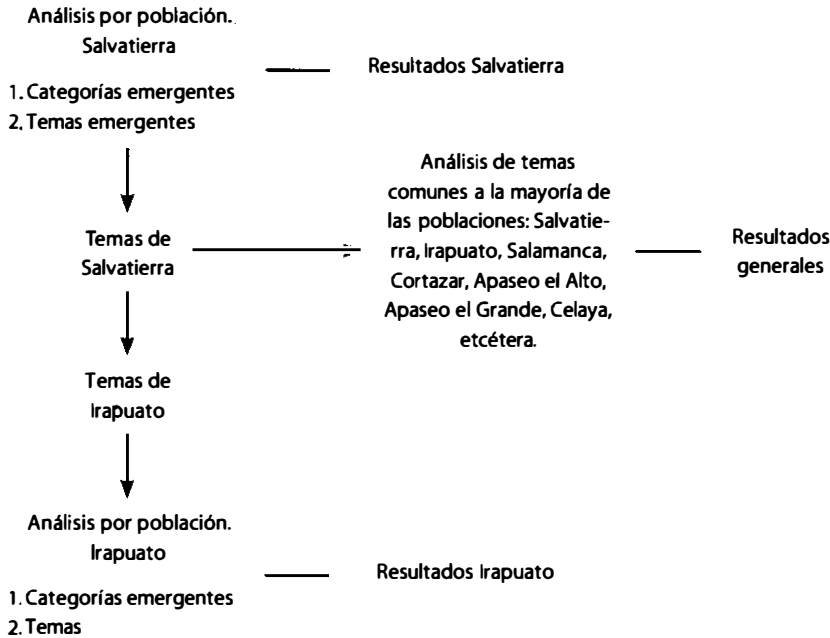 Análisis por población.
Salvatierra
1. Categorías emergentes
2. Temas emergentes
Resultados Salvatierra
Temas de
Salvatierra
Análisis de temas
comunes a la mayoría de
las poblaciones: Salvatie-
rra, Irapuato, Salamanca,
Cortazar, Apaseo el Alto,
Apaseo el Grande, Celaya,
etcétera.
Resultados
generales
Temas de
Irapuato
Análisis por población.
Irapuato
1. Categorías emergentes
2. Temas
Resultados Irapuato